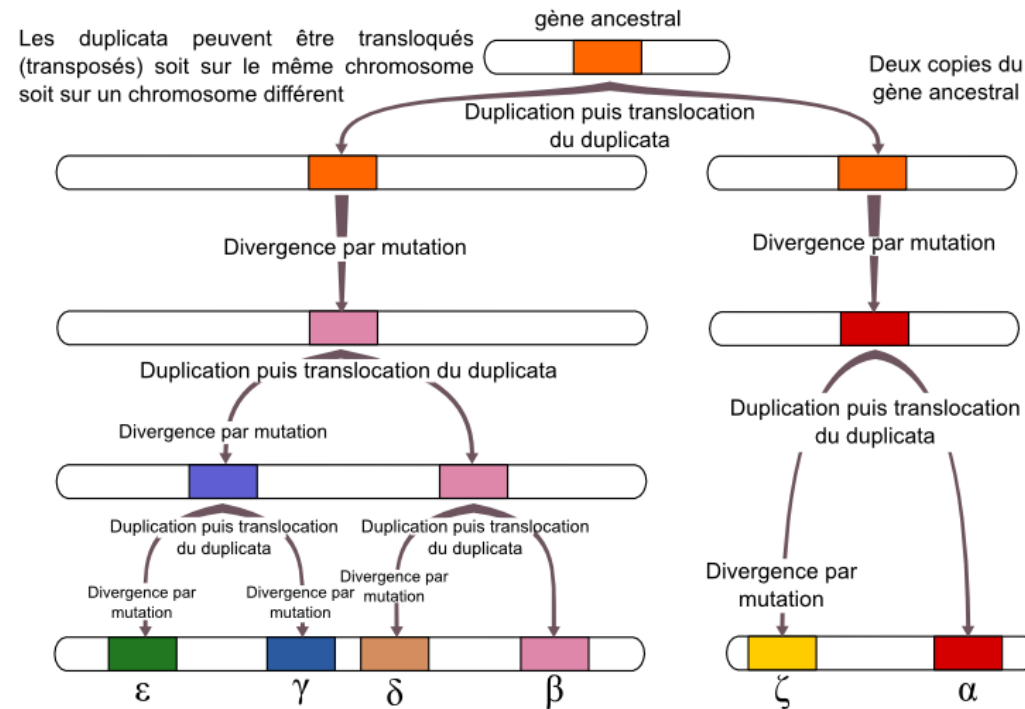 gène ancestral
Les duplicata peuvent être transloqués
(transposés) soit sur le même chromosome
soit sur un chromosome différent
Deux copies du
gène ancestral
Duplication puis translocation
du duplicata
Divergence par mutation
Divergence par mutation
Duplication puis translocation du duplicata
Duplication puis translocation
du duplicata
Divergence par mutation
Duplication puis translocation
du duplicata
Duplication puis translocation
du duplicata
Divergence par
mutation
Divergence par
mutation
Divergence par
mutation
Divergence par
mutation
ε
γ
δ
β
ζ
α